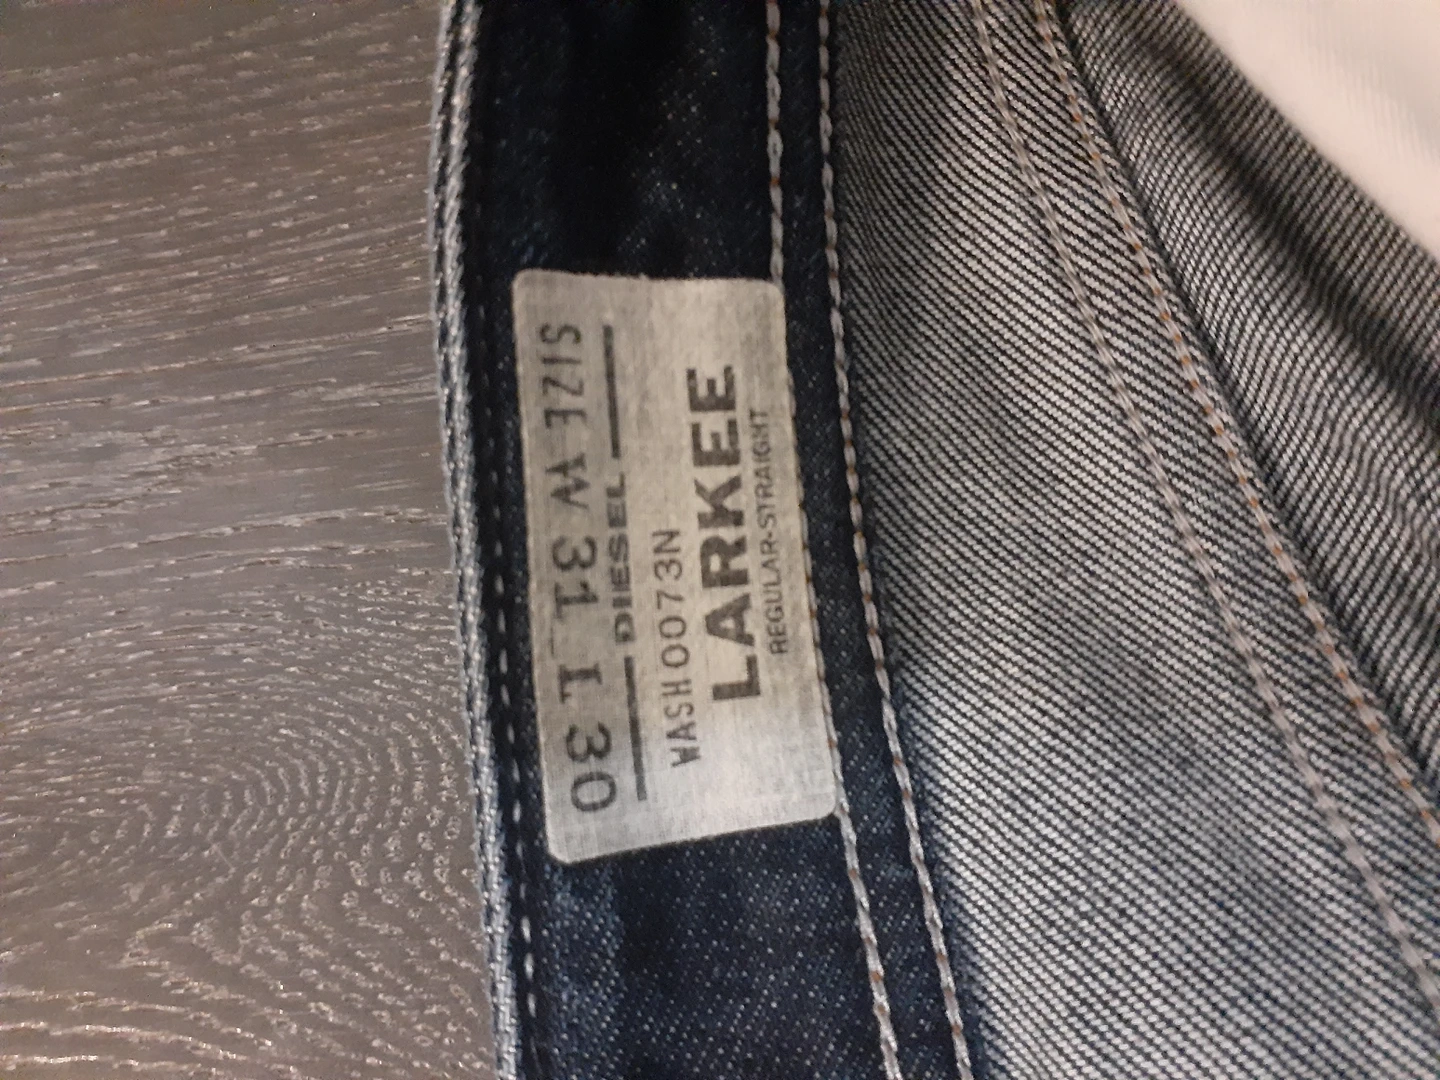 LARKEE
REGULAR-STRAIGHT
WASH 0073N
DIESEL
SIZE W 31 L 30